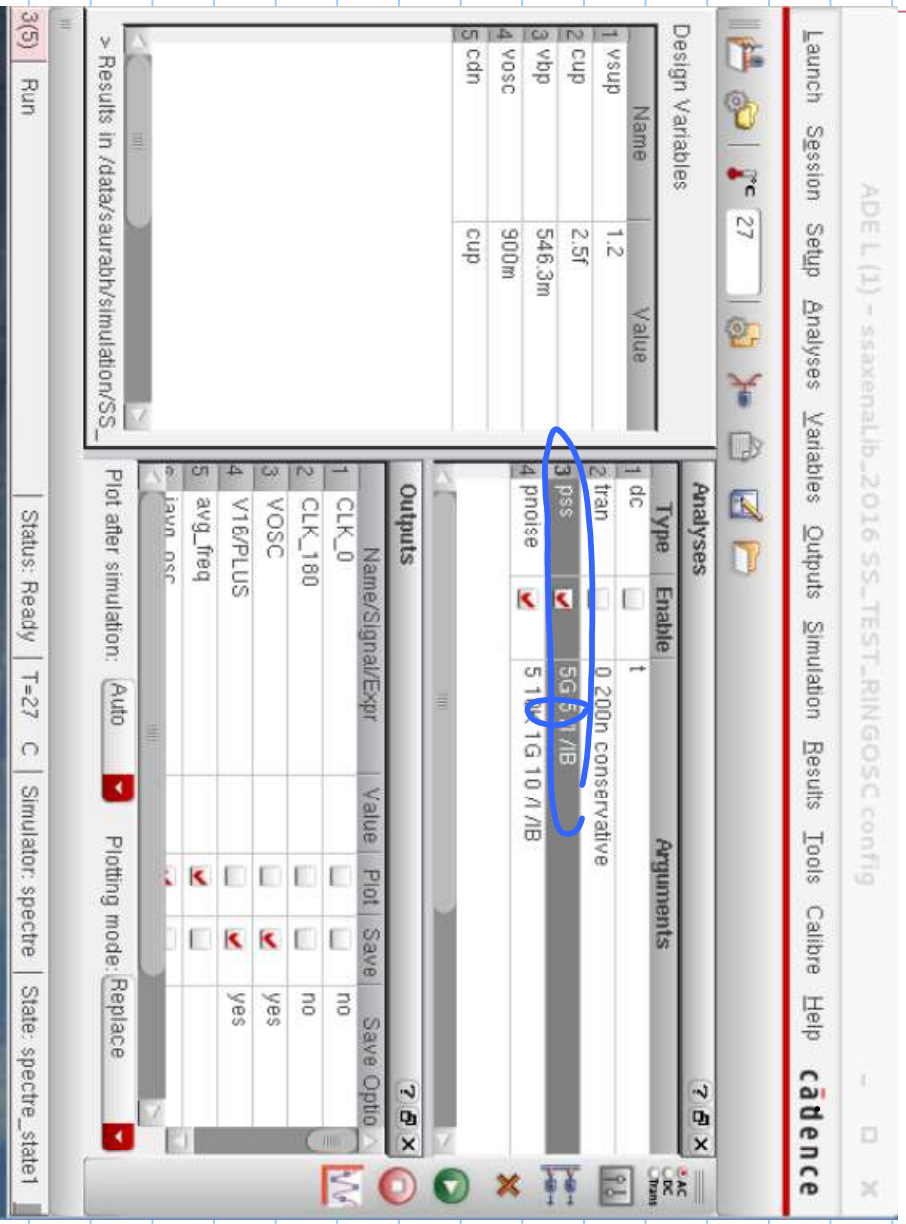 ADE L (1) - ssaxenaLib_2016 SS_TEST_RINGOSC config
Launch Session Setup Analyses Variables Outputs Simulation Results Tools Calibre Help cādence
°C 27
Design Variables
Name Value
1 vsup 1.2
2 cup 2.5f
3 vbp 546.3m
4 vosc 900m
5 cdn cup
> Results in /data/saurabh/simulation/SS_
Analyses
Type Enable Arguments
1 dc t
2 tran 0 200n conservative
3 pss 5G 5 /I /IB
4 pnoise 5 10K 1G 10 /I /IB
Outputs
Name/Signal/Expr Value Plot Save Save Optio
1 CLK_0 no
2 CLK_180 no
3 VOSC yes
4 V16/PLUS yes
5 avg_freq
Plot after simulation: Auto Plotting mode: Replace
AC
DC
Trans
3(5) Run Status: Ready T=27 C Simulator: spectre State: spectre_state1